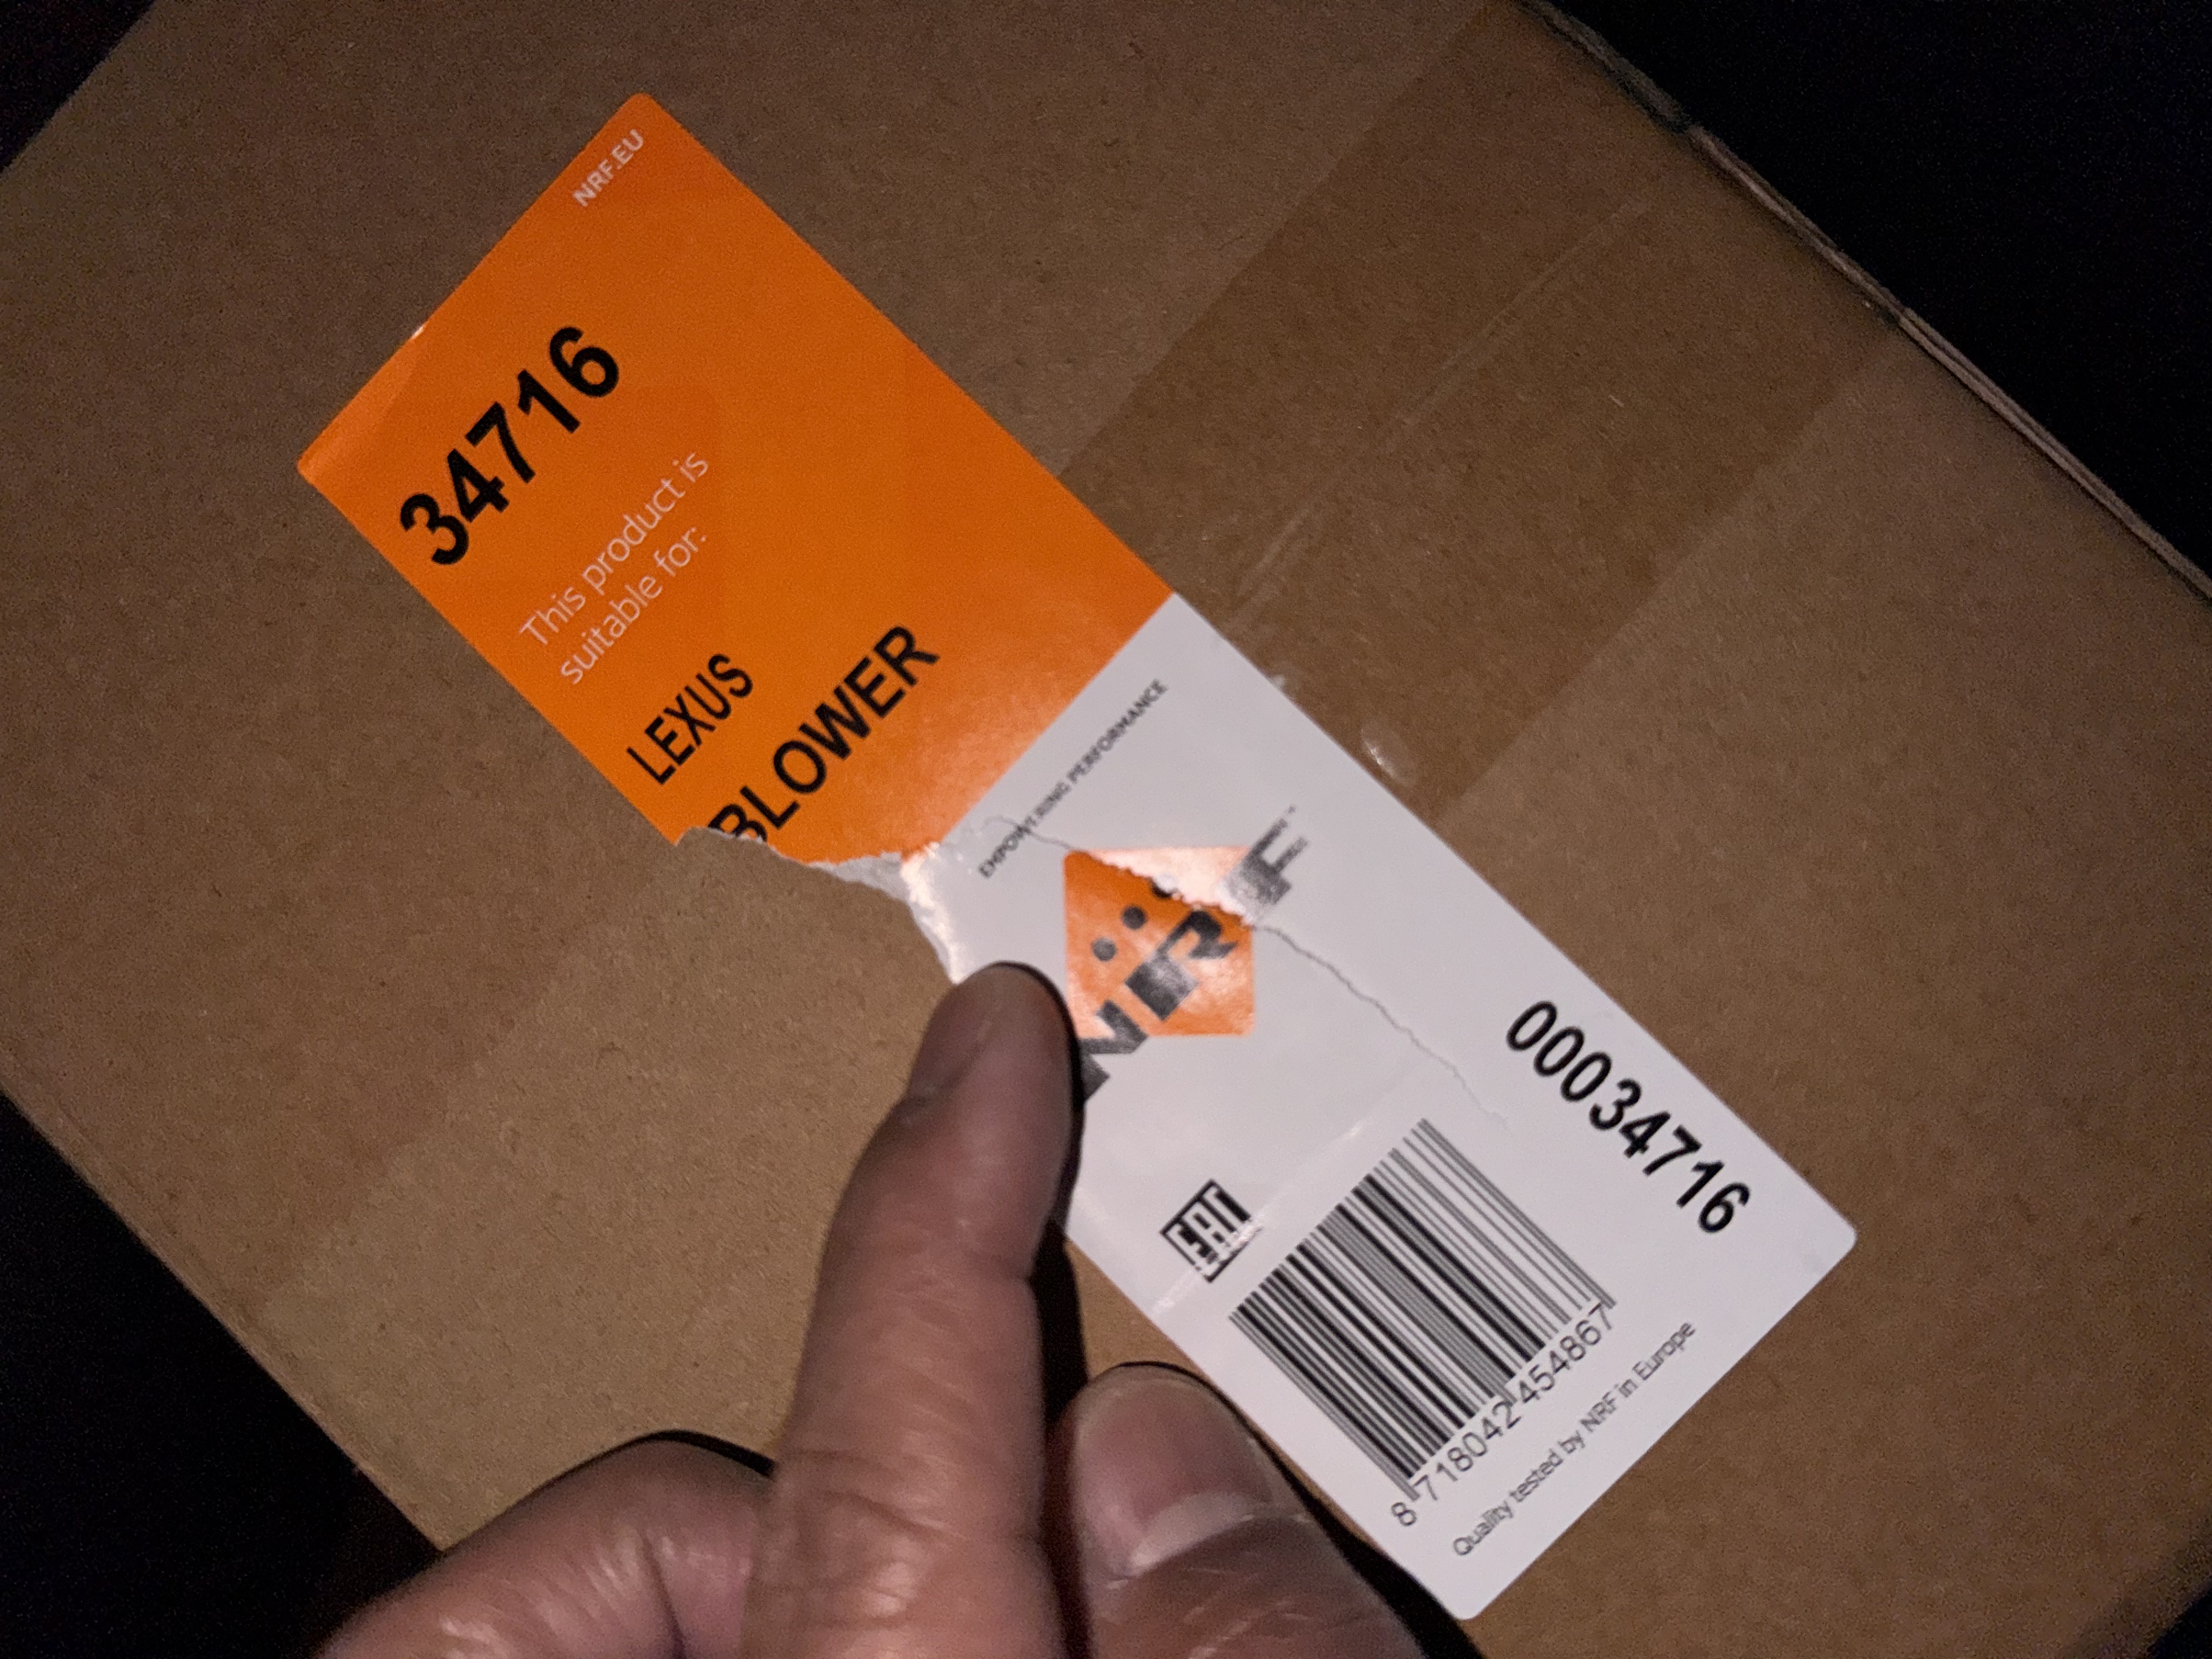 NRF.EU
34716
This product is
suitable for:
LEXUS
BLOWER
EMPOWERING PERFORMANCE
NRF
00034716
8 718042 454867
Quality tested by NRF in Europe